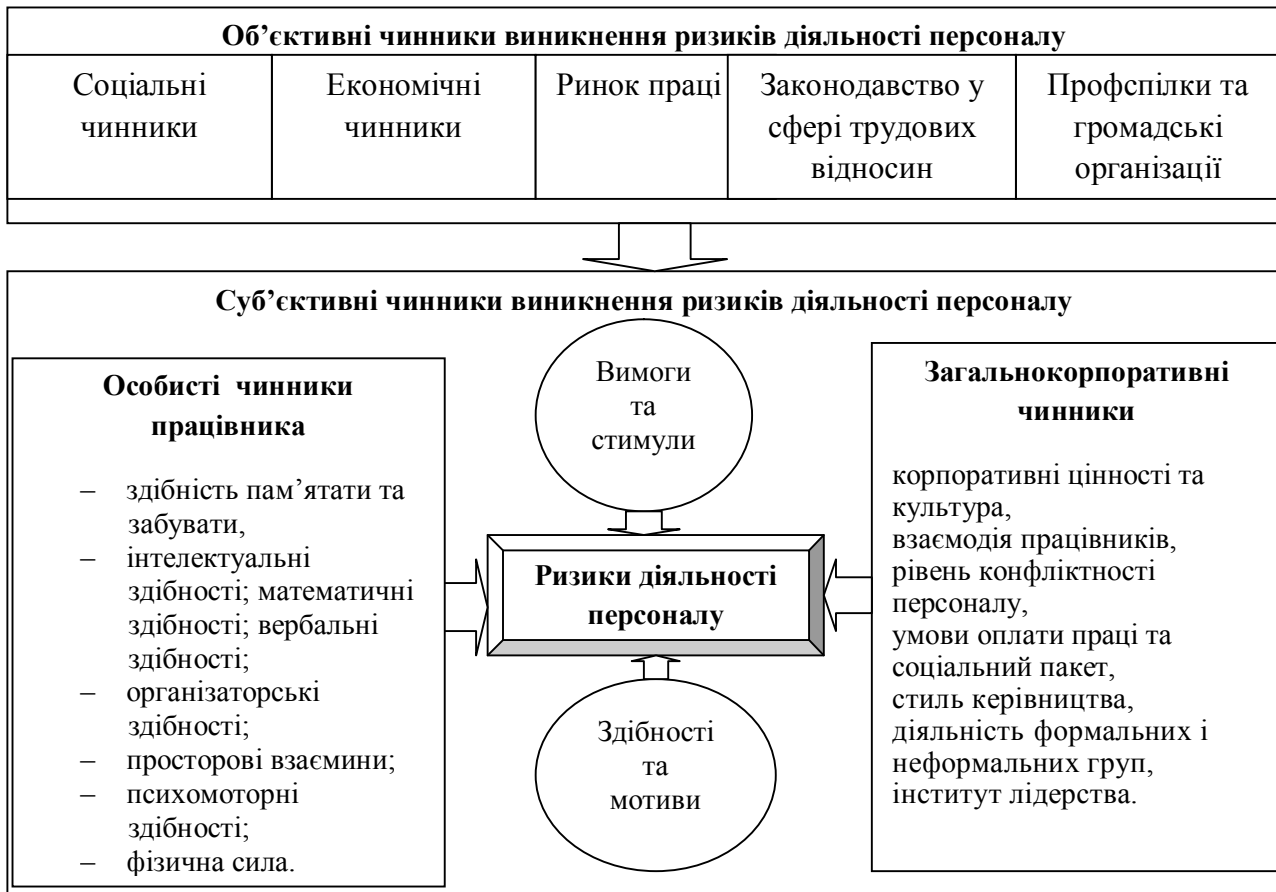 Об’єктивні чинники виникнення ризиків діяльності персоналу
Соціальні
чинники
Економічні
чинники
Ринок праці
Законодавство у
сфері трудових
відносин
Профспілки та
громадські
організації
Суб’єктивні чинники виникнення ризиків діяльності персоналу
Особисті чинники
працівника
– здібність пам’ятати та
забувати,
– інтелектуальні
здібності; математичні
здібності; вербальні
здібності;
– організаторські
здібності;
– просторові взаємини;
– психомоторні
здібності;
– фізична сила.
Вимоги
та
стимули
Ризики діяльності
персоналу
Здібності
та
мотиви
Загальнокорпоративні
чинники
корпоративні цінності та
культура,
взаємодія працівників,
рівень конфліктності
персоналу,
умови оплати праці та
соціальний пакет,
стиль керівництва,
діяльність формальних і
неформальних груп,
інститут лідерства.